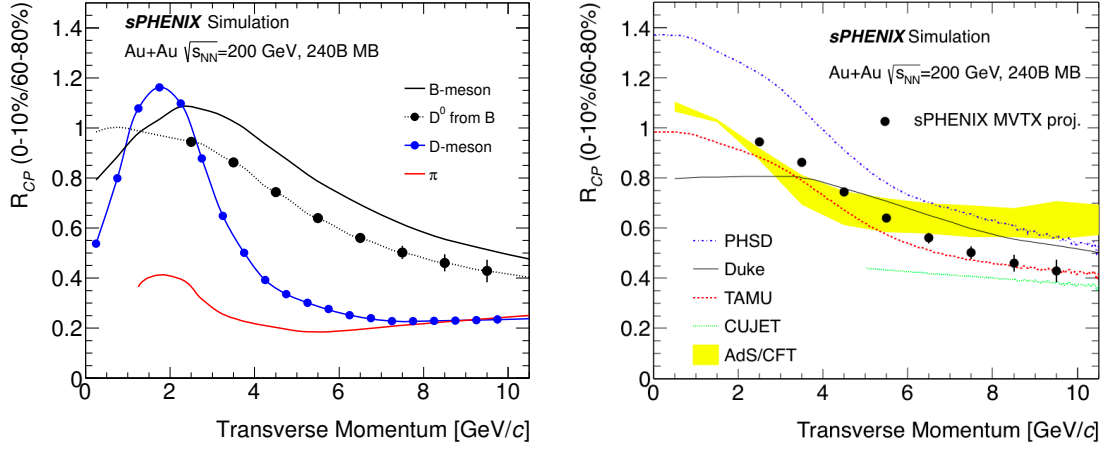 sPHENIX Simulation
Au+Au √sNN=200 GeV, 240B MB
B-meson
D0 from B
D-meson
π
RCP (0-10%/60-80%)
1.4
1.2
1
0.8
0.6
0.4
0.2
0
0 2 4 6 8 10
Transverse Momentum [GeV/c]
sPHENIX Simulation
Au+Au √sNN=200 GeV, 240B MB
sPHENIX MVTX proj.
PHSD
Duke
TAMU
CUJET
AdS/CFT
RCP (0-10%/60-80%)
1.4
1.2
1
0.8
0.6
0.4
0.2
0
0 2 4 6 8 10
Transverse Momentum [GeV/c]